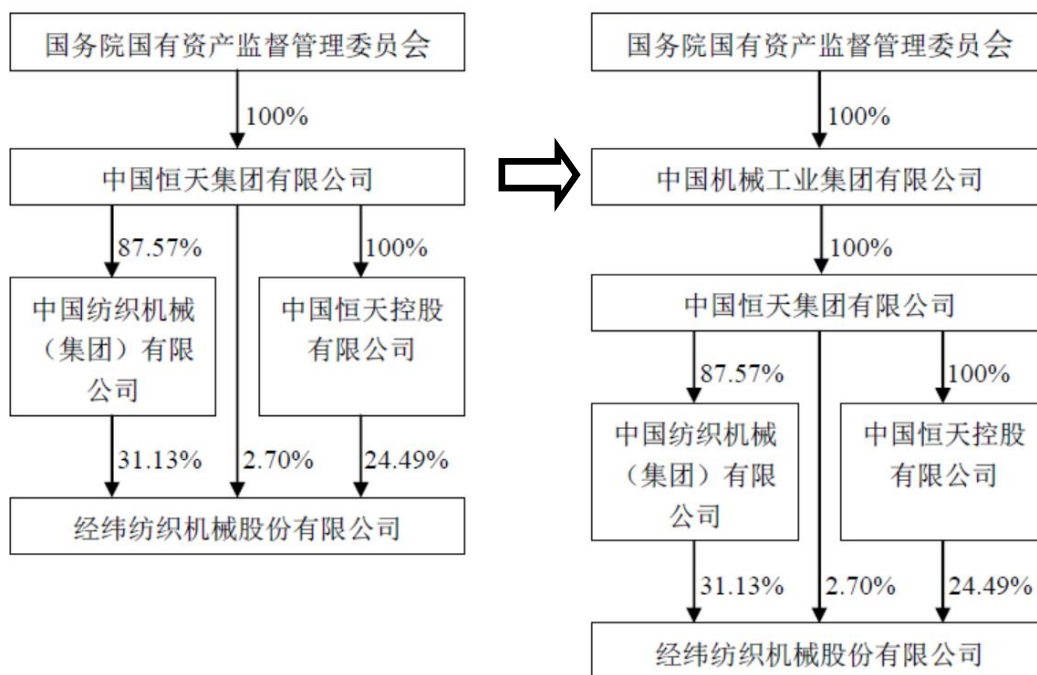 国务院国有资产监督管理委员会
100%
中国恒天集团有限公司
87.57%
100%
中国纺织机械
（集团）有限
公司
中国恒天控股
有限公司
31.13%
2.70%
24.49%
经纬纺织机械股份有限公司
国务院国有资产监督管理委员会
100%
中国机械工业集团有限公司
100%
中国恒天集团有限公司
87.57%
100%
中国纺织机械
（集团）有限
公司
中国恒天控股
有限公司
31.13%
2.70%
24.49%
经纬纺织机械股份有限公司